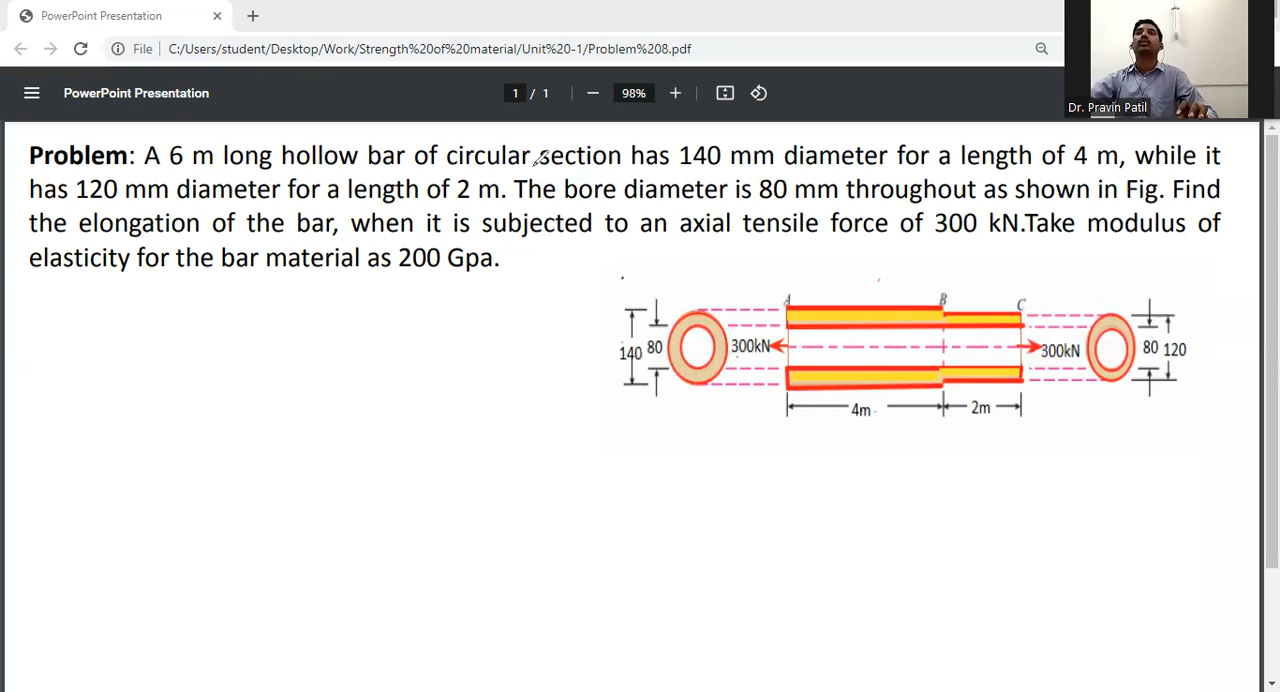 PowerPoint Presentation
File C:/Users/student/Desktop/Work/Strength%20of%20material/Unit%20-1/Problem%208.pdf
PowerPoint Presentation
1 / 1
98%
Dr. Pravin Patil
Problem: A 6 m long hollow bar of circular section has 140 mm diameter for a length of 4 m, while it
has 120 mm diameter for a length of 2 m. The bore diameter is 80 mm throughout as shown in Fig. Find
the elongation of the bar, when it is subjected to an axial tensile force of 300 kN.Take modulus of
elasticity for the bar material as 200 Gpa.
A B C
140 80 300kN 300kN 80 120
4m 2m